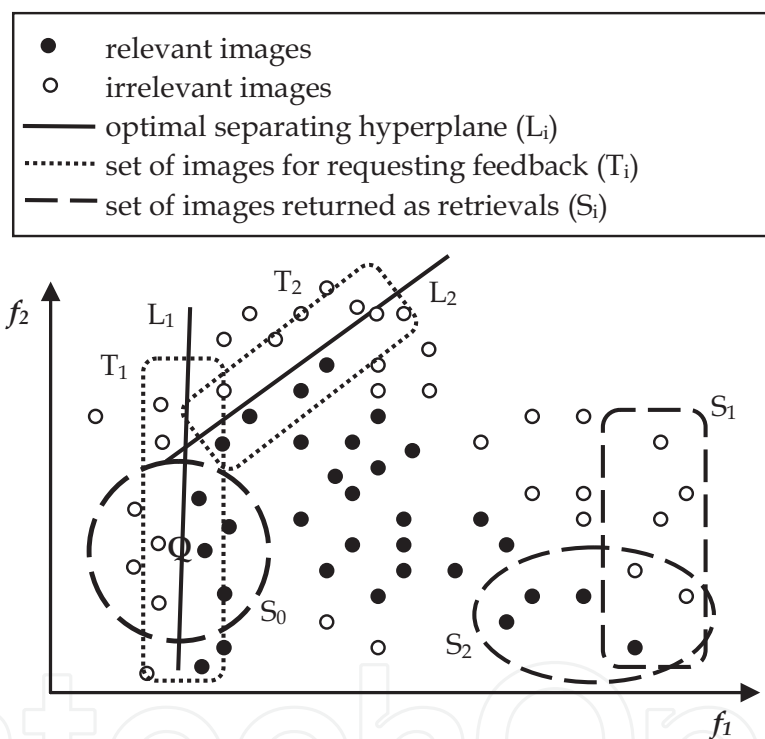 relevant images
irrelevant images
optimal separating hyperplane (Lᵢ)
set of images for requesting feedback (Tᵢ)
set of images returned as retrievals (Sᵢ)
T₂
L₂
f₂
L₁
T₁
S₁
Q
S₀
S₂
f₁